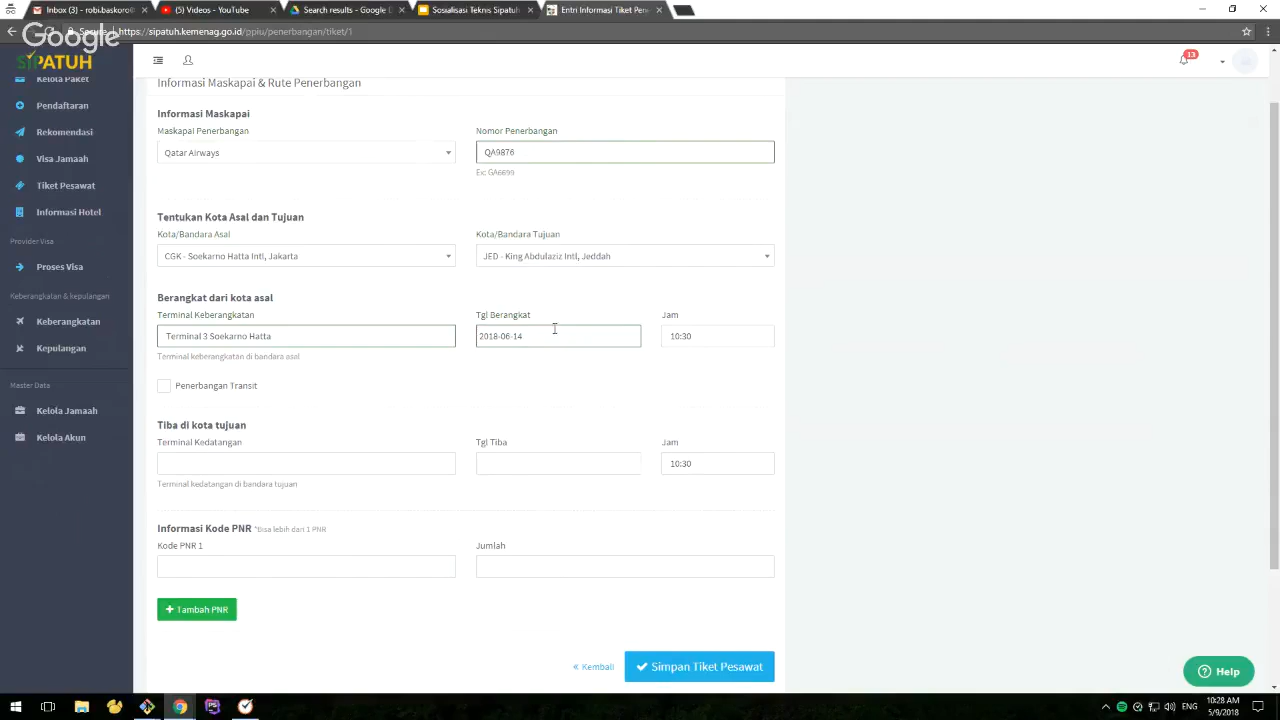 Inbox (3) - robbaskoro@
(5) Videos - YouTube
Search results - Google D
Sosialisasi Teknis Sipatuh
Entri Informasi Tiket Pene
https://sipatuh.kemenag.go.id/ppiu/penerbangan/tiket/1
Google
SIPATUH
13
Kelola Paket
Pendaftaran
Rekomendasi
Visa Jamaah
Tiket Pesawat
Informasi Hotel
Provider Visa
Proses Visa
Keberangkatan & kepulangan
Keberangkatan
Kepulangan
Master Data
Kelola Jamaah
Kelola Akun
Informasi Maskapai & Rute Penerbangan
Informasi Maskapai
Maskapai Penerbangan Nomor Penerbangan
Qatar Airways QA9876
Ex: GA6699
Tentukan Kota Asal dan Tujuan
Kota/Bandara Asal Kota/Bandara Tujuan
CGK - Soekarno Hatta Intl, Jakarta JED - King Abdulaziz Intl, Jeddah
Berangkat dari kota asal
Terminal Keberangkatan Tgl Berangkat Jam
Terminal 3 Soekarno Hatta 2018-06-14 10:30
Terminal keberangkatan di bandara asal
Penerbangan Transit
Tiba di kota tujuan
Terminal Kedatangan Tgl Tiba Jam
10:30
Terminal kedatangan di bandara tujuan
Informasi Kode PNR *Bisa lebih dari 1 PNR
Kode PNR 1 Jumlah
+ Tambah PNR
« Kembali Simpan Tiket Pesawat
Help
ENG
10:28 AM
5/9/2018